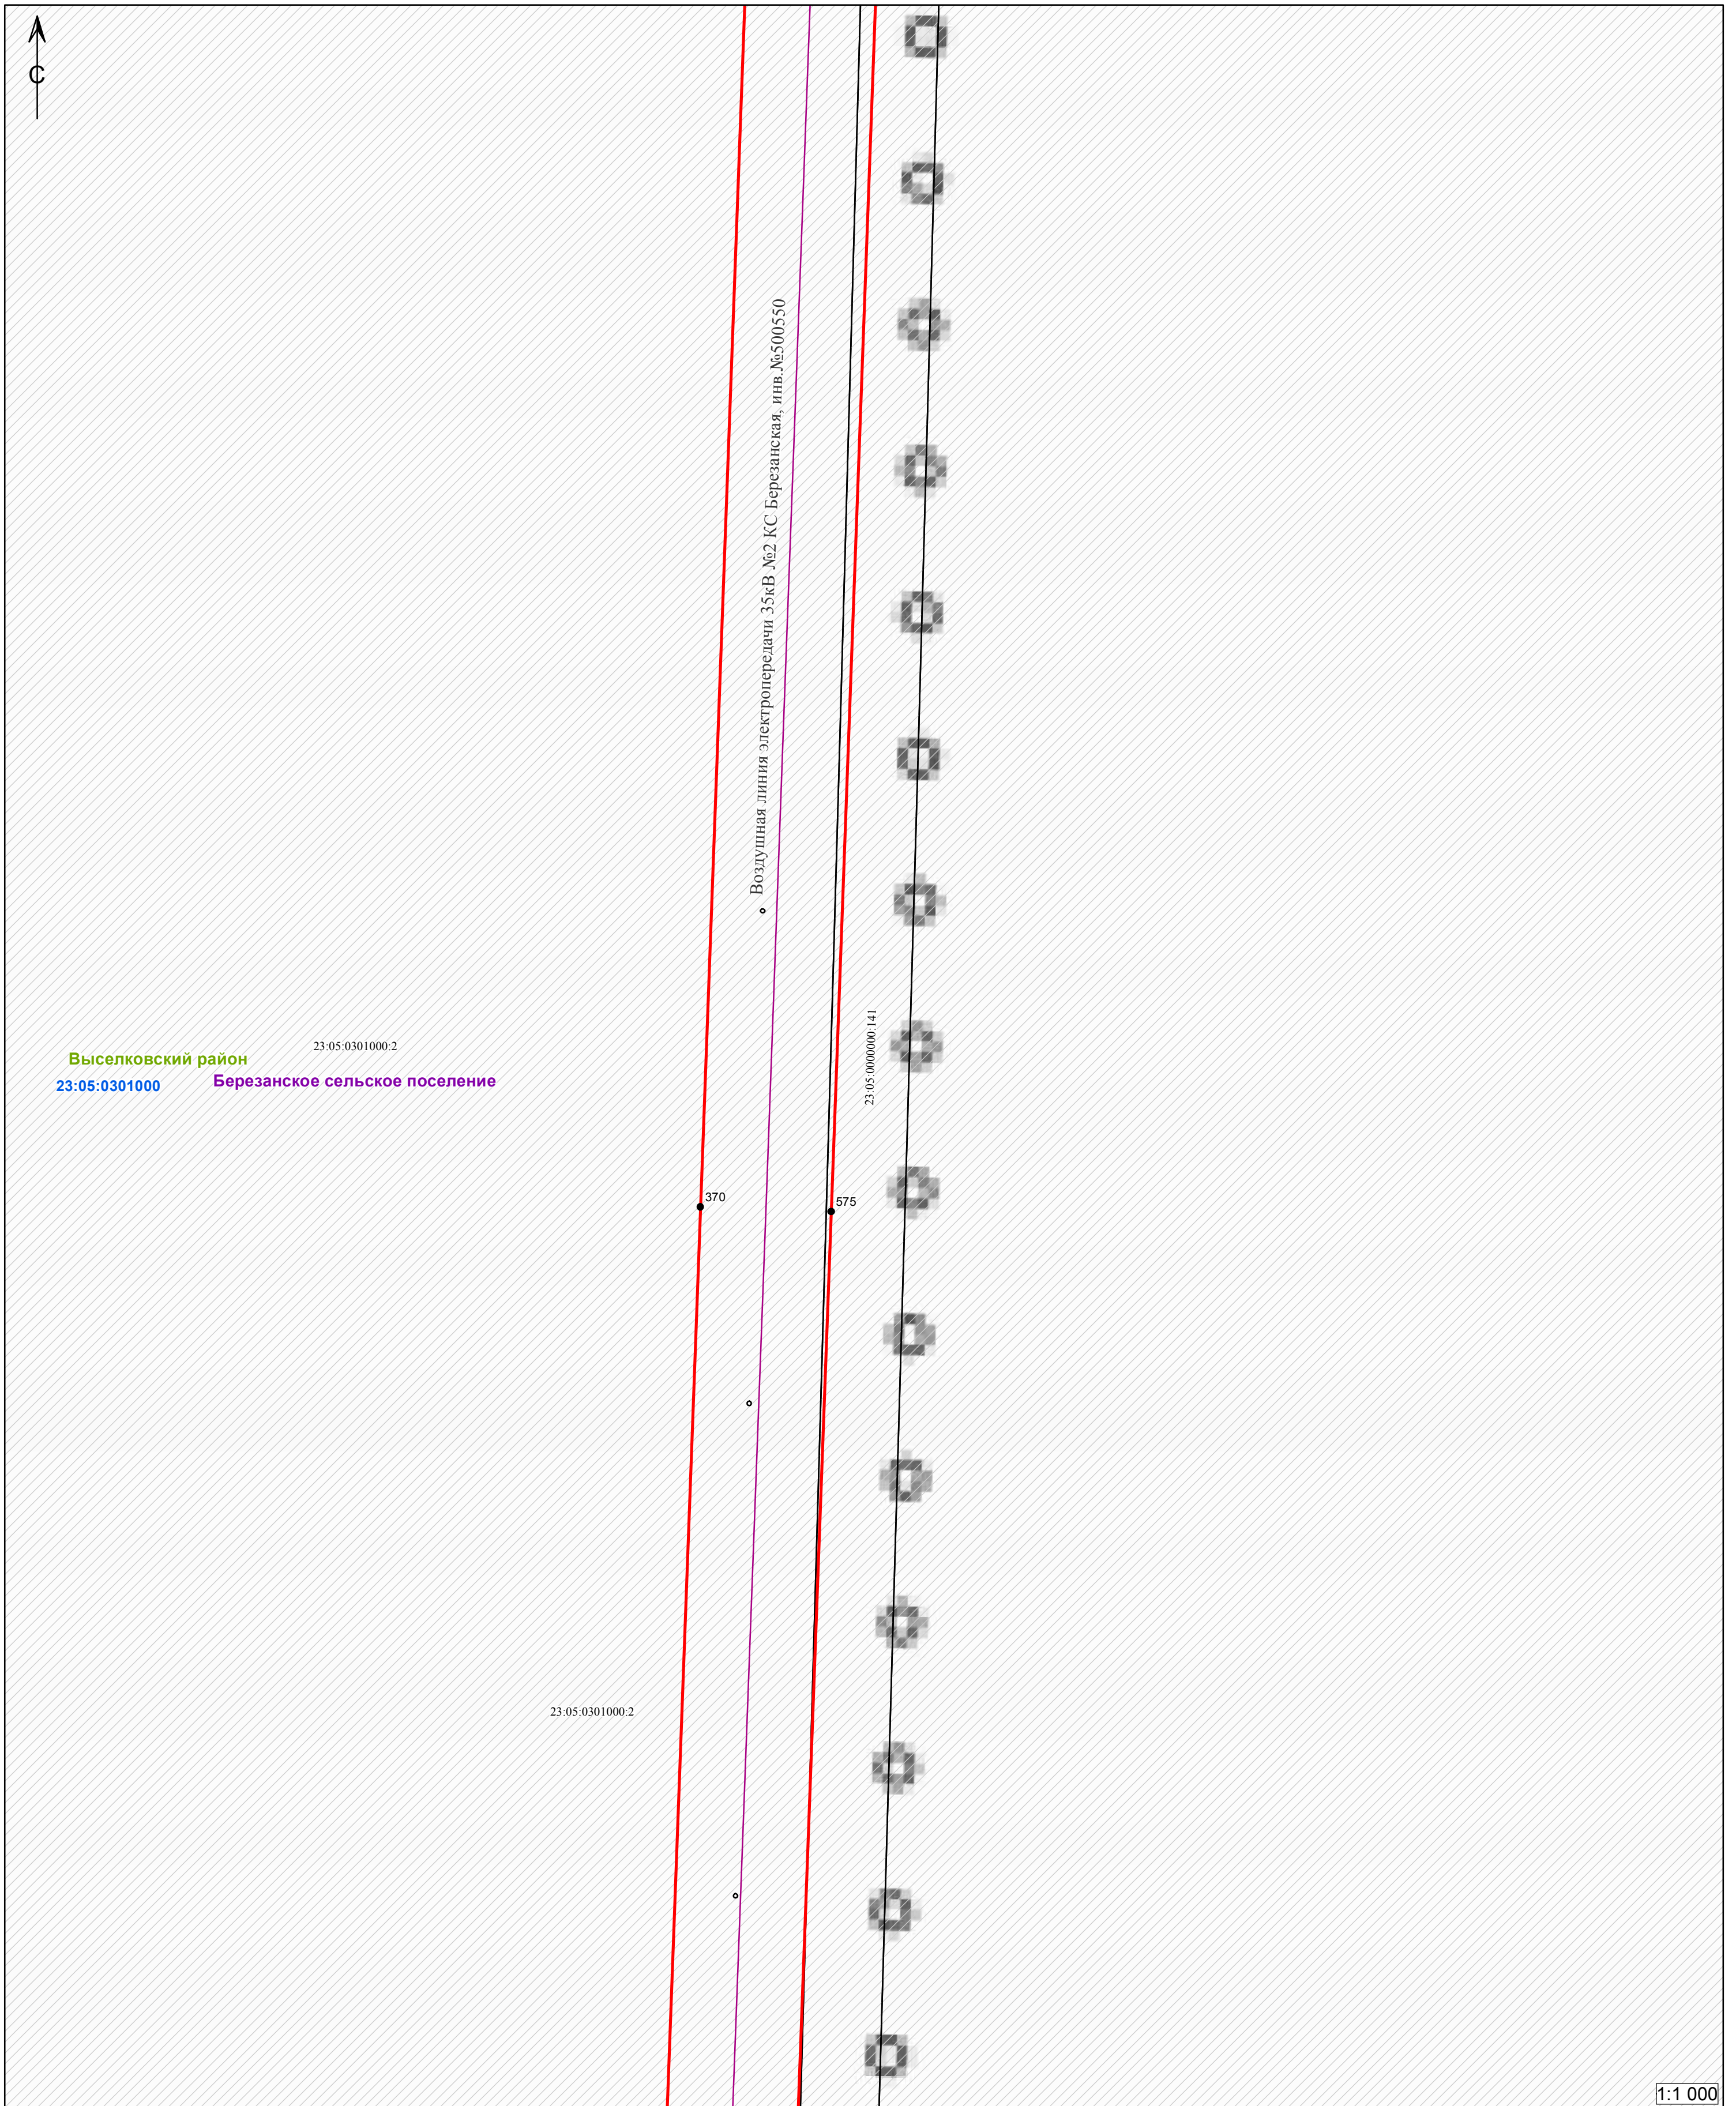 С
Воздушная линия электропередачи 35кВ №2 КС Березанская, инв.№500550
23:05:0000000:141
23:05:0301000:2
Выселковский район
Березанское сельское поселение
23:05:0301000
370
575
23:05:0301000:2
1:1 000